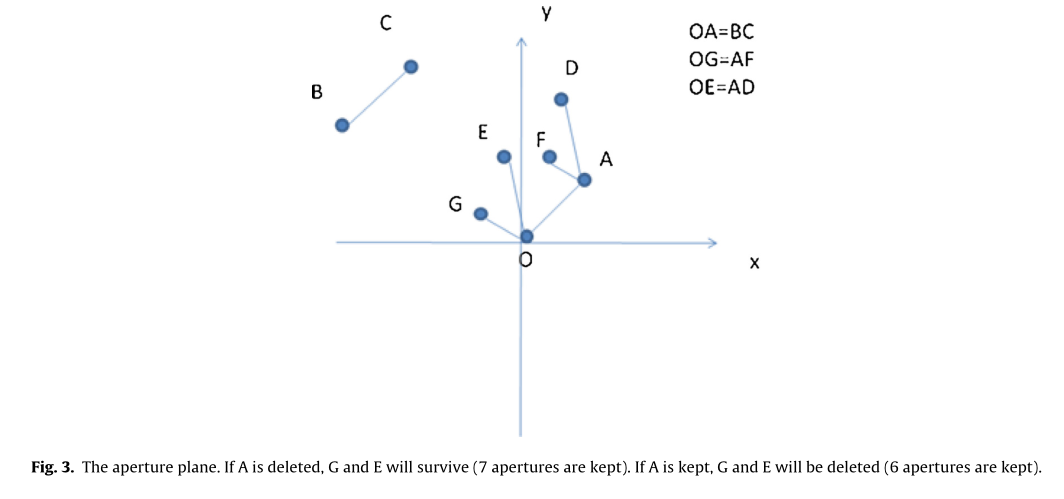 C
y
OA=BC
OG=AF
OE=AD
D
B
E
F
A
G
O
x
Fig. 3. The aperture plane. If A is deleted, G and E will survive (7 apertures are kept). If A is kept, G and E will be deleted (6 apertures are kept).